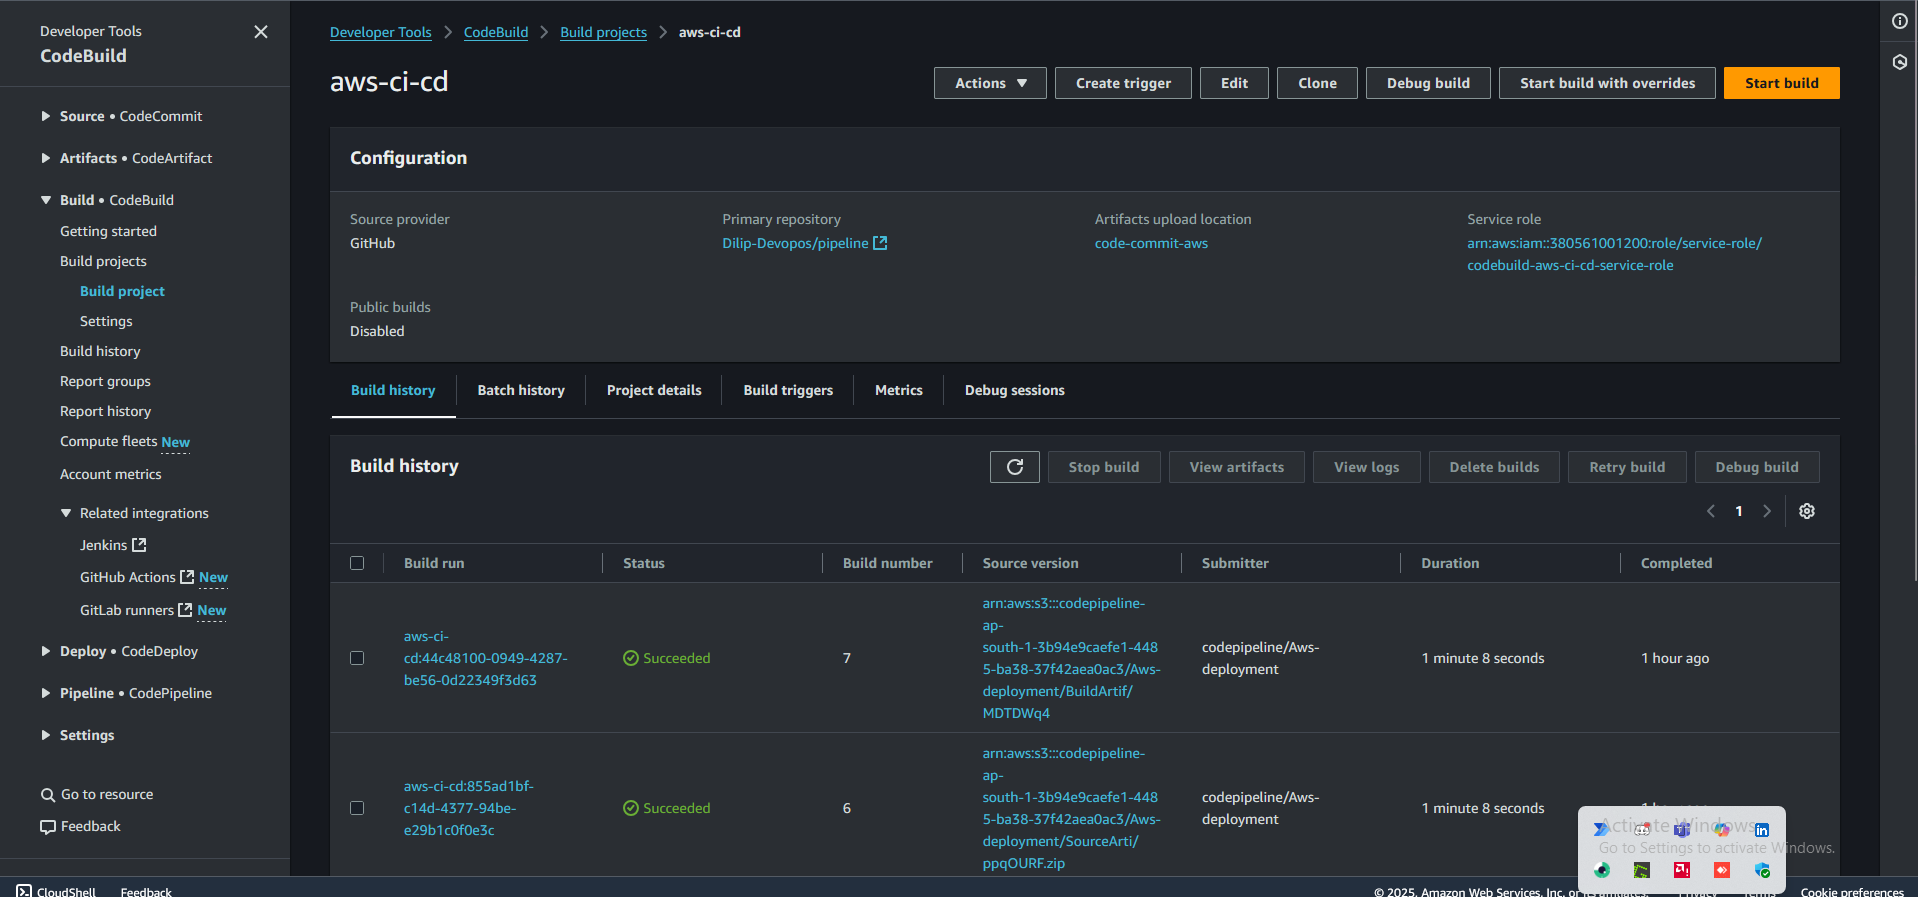 Developer Tools
CodeBuild
Source • CodeCommit
Artifacts • CodeArtifact
Build • CodeBuild
Getting started
Build projects
Build project
Settings
Build history
Report groups
Report history
Compute fleets New
Account metrics
Related integrations
Jenkins
GitHub Actions New
GitLab runners New
Deploy • CodeDeploy
Pipeline • CodePipeline
Settings
Go to resource
Feedback
Developer Tools > CodeBuild > Build projects > aws-ci-cd
aws-ci-cd
Actions Create trigger Edit Clone Debug build Start build with overrides Start build
Configuration
Source provider
GitHub
Primary repository
Dilip-Devopos/pipeline
Artifacts upload location
code-commit-aws
Service role
arn:aws:iam::380561001200:role/service-role/
codebuild-aws-ci-cd-service-role
Public builds
Disabled
Build history Batch history Project details Build triggers Metrics Debug sessions
Build history
Stop build View artifacts View logs Delete builds Retry build Debug build
1
Build run Status Build number Source version Submitter Duration Completed
aws-ci-
cd:44c48100-0949-4287-
be56-0d22349f3d63
Succeeded
7
arn:aws:s3:::codepipeline-
ap-
south-1-3b94e9caefe1-448
5-ba38-37f42aea0ac3/Aws-
deployment/BuildArtif/
MDTDWq4
codepipeline/Aws-
deployment
1 minute 8 seconds
1 hour ago
aws-ci-cd:855ad1bf-
c14d-4377-94be-
e29b1c0f0e3c
Succeeded
6
arn:aws:s3:::codepipeline-
ap-
south-1-3b94e9caefe1-448
5-ba38-37f42aea0ac3/Aws-
deployment/SourceArti/
ppqOURF.zip
codepipeline/Aws-
deployment
1 minute 8 seconds
Activate Windows
Go to Settings to activate Windows.
CloudShell Feedback
© 2025, Amazon Web Services, Inc. or its affiliates. Privacy Terms Cookie preferences